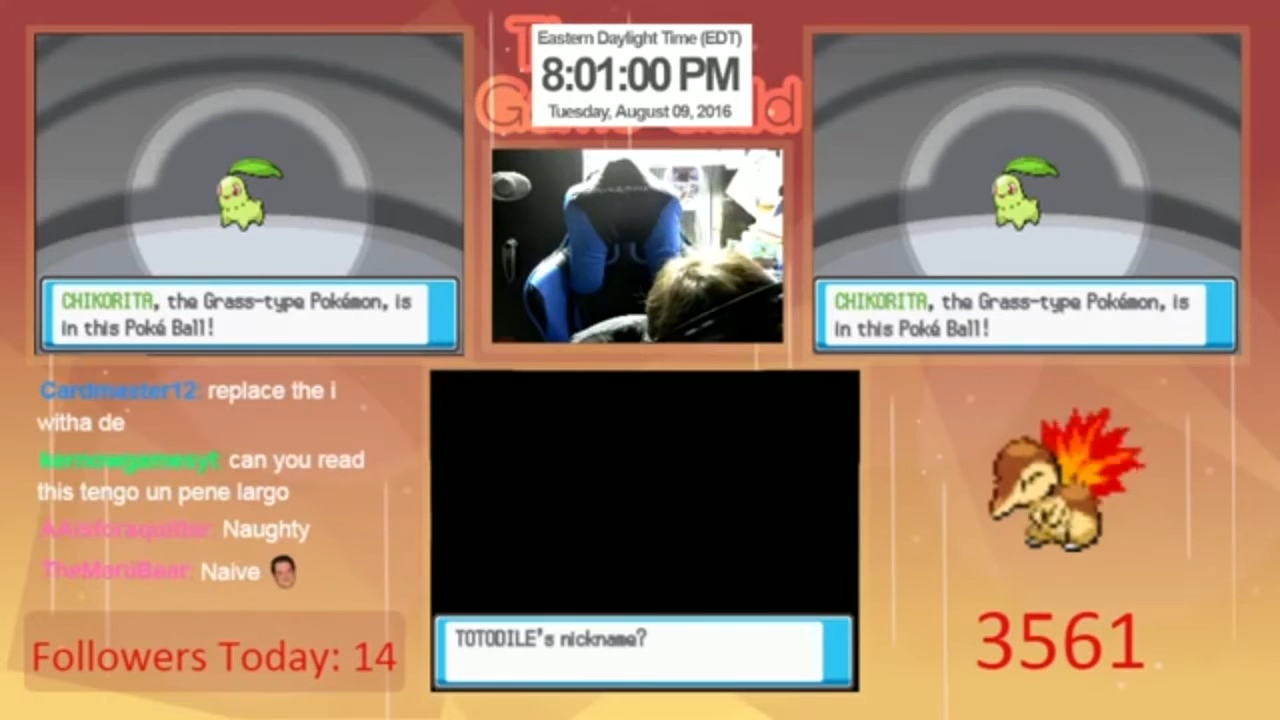 Eastern Daylight Time (EDT)
8:01:00 PM
Tuesday, August 09, 2016
CHIKORITA, the Grass-type Pokémon, is
in this Poké Ball!
CHIKORITA, the Grass-type Pokémon, is
in this Poké Ball!
Cardmaster12: replace the i
witha de
kernowgamesyt: can you read
this tengo un pene largo
Naughty
TheMaruBear: Naive
TOTODILE's nickname?
Followers Today: 14
3561